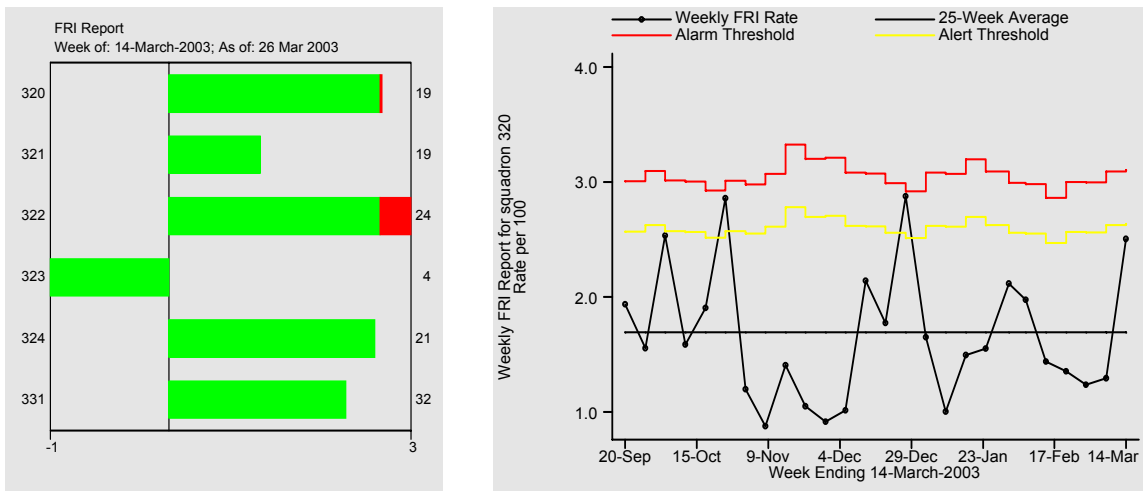 FRI Report
Week of: 14-March-2003; As of: 26 Mar 2003
320 19
321 19
322 24
323 4
324 21
331 32
-1 3
Weekly FRI Rate 25-Week Average
Alarm Threshold Alert Threshold
Weekly FRI Report for squadron 320
Rate per 100
4.0
3.0
2.0
1.0
20-Sep 15-Oct 9-Nov 4-Dec 29-Dec 23-Jan 17-Feb 14-Mar
Week Ending 14-March-2003